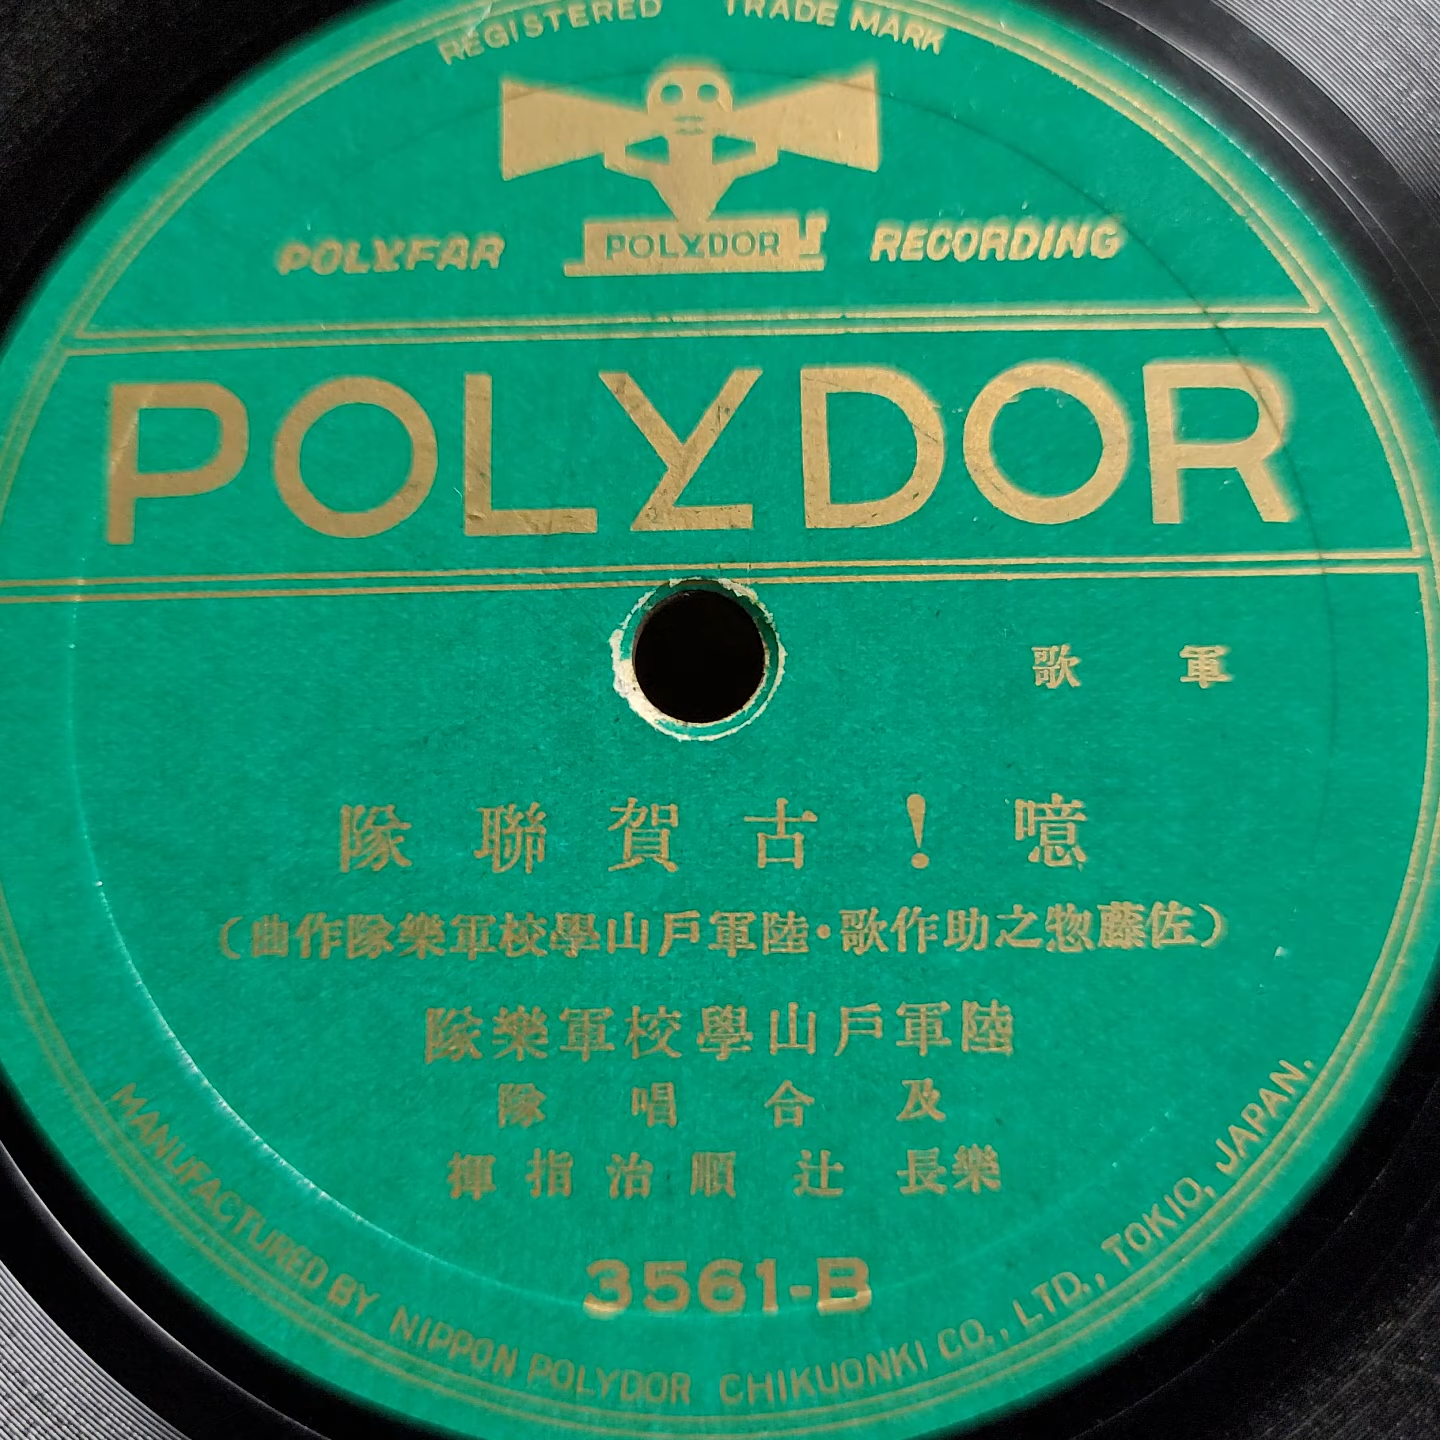 REGISTERED TRADE MARK
POLYFAR POLYDOR RECORDING
POLYDOR
軍歌
噫!古賀聯隊
(佐藤惣之助作歌・陸軍戶山學校軍樂隊作曲)
陸軍戶山學校軍樂隊
及合唱隊
樂長 辻順治指揮
3561-B
MANUFACTURED BY NIPPON POLYDOR CHIKUONKI CO., LTD., TOKIO, JAPAN.